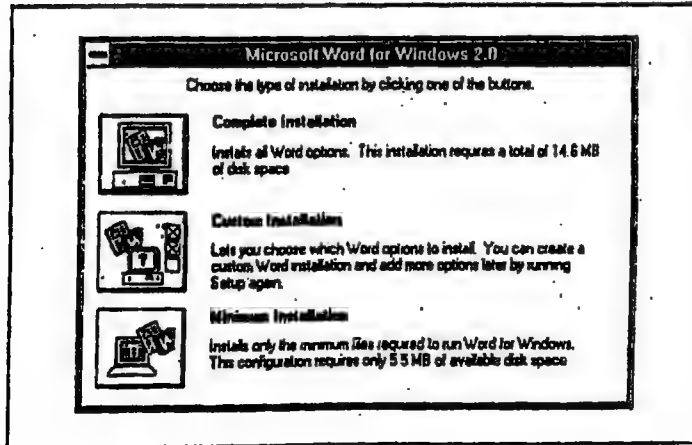 Microsoft Word for Windows 2.0
Choose the type of installation by clicking one of the buttons.
Complete Installation
Installs all Word options. This installation requires a total of 14.6 MB
of disk space
Custom Installation
Lets you choose which Word options to install. You can create a
custom Word installation and add more options later by running
Setup again.
Minimum Installation
Installs only the minimum files required to run Word for Windows.
This configuration requires only 5.5 MB of available disk space